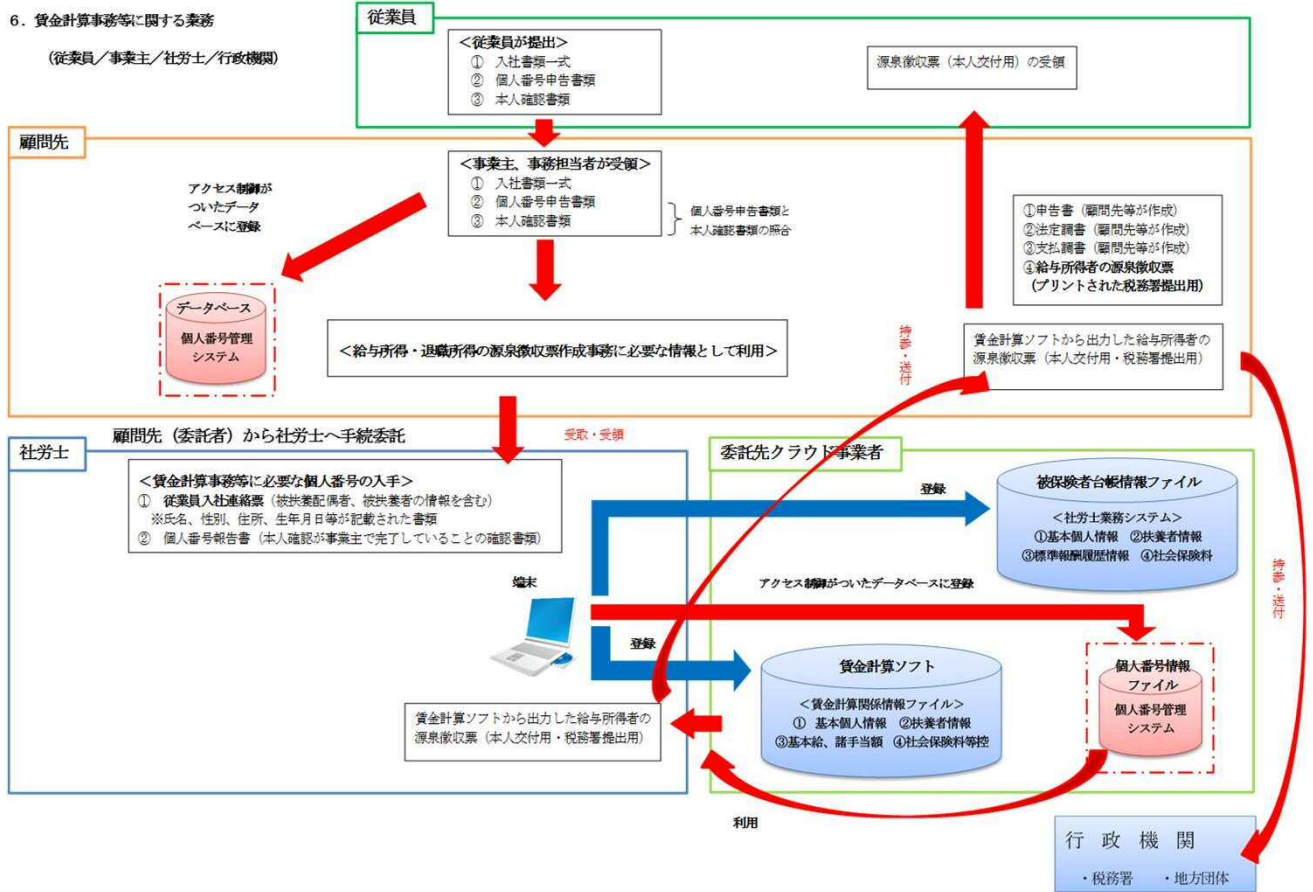 ６．賃金計算事務等に関する業務
（従業員／事業主／社労士／行政機関）
従業員
＜従業員が提出＞
①　入社書類一式
②　個人番号申告書類
③　本人確認書類
源泉徴収票（本人交付用）の受領
顧問先
＜事業主、事務担当者が受領＞
①　入社書類一式
②　個人番号申告書類
③　本人確認書類
個人番号申告書類と
本人確認書類の照合
アクセス制御が
ついたデータ
ベースに登録
データベース
個人番号管理
システム
＜給与所得・退職所得の源泉徴収票作成事務に必要な情報として利用＞
①申告書（顧問先等が作成）
②法定調書（顧問先等が作成）
③支払調書（顧問先等が作成）
④給与所得者の源泉徴収票
（プリントされた税務署提出用）
持参・送付
賃金計算ソフトから出力した給与所得者の
源泉徴収票（本人交付用・税務署提出用）
社労士
顧問先（委託者）から社労士へ手続委託
受取・受領
＜賃金計算事務等に必要な個人番号の入手＞
①　従業員入社連絡票（被扶養配偶者、被扶養者の情報を含む）
※氏名、性別、住所、生年月日等が記載された書類
②　個人番号報告書（本人確認が事業主で完了していることの確認書類）
端末
委託先クラウド事業者
登録
被保険者台帳情報ファイル
＜社労士業務システム＞
①基本個人情報　②扶養者情報
③標準報酬履歴情報　④社会保険料
アクセス制御がついたデータベースに登録
登録
賃金計算ソフト
＜賃金計算関係情報ファイル＞
①　基本個人情報　②扶養者情報
③基本給、諸手当額　④社会保険料等控
個人番号情報
ファイル
個人番号管理
システム
持参・送付
賃金計算ソフトから出力した給与所得者の
源泉徴収票（本人交付用・税務署提出用）
利用
行　政　機　関
・税務署　　・地方団体